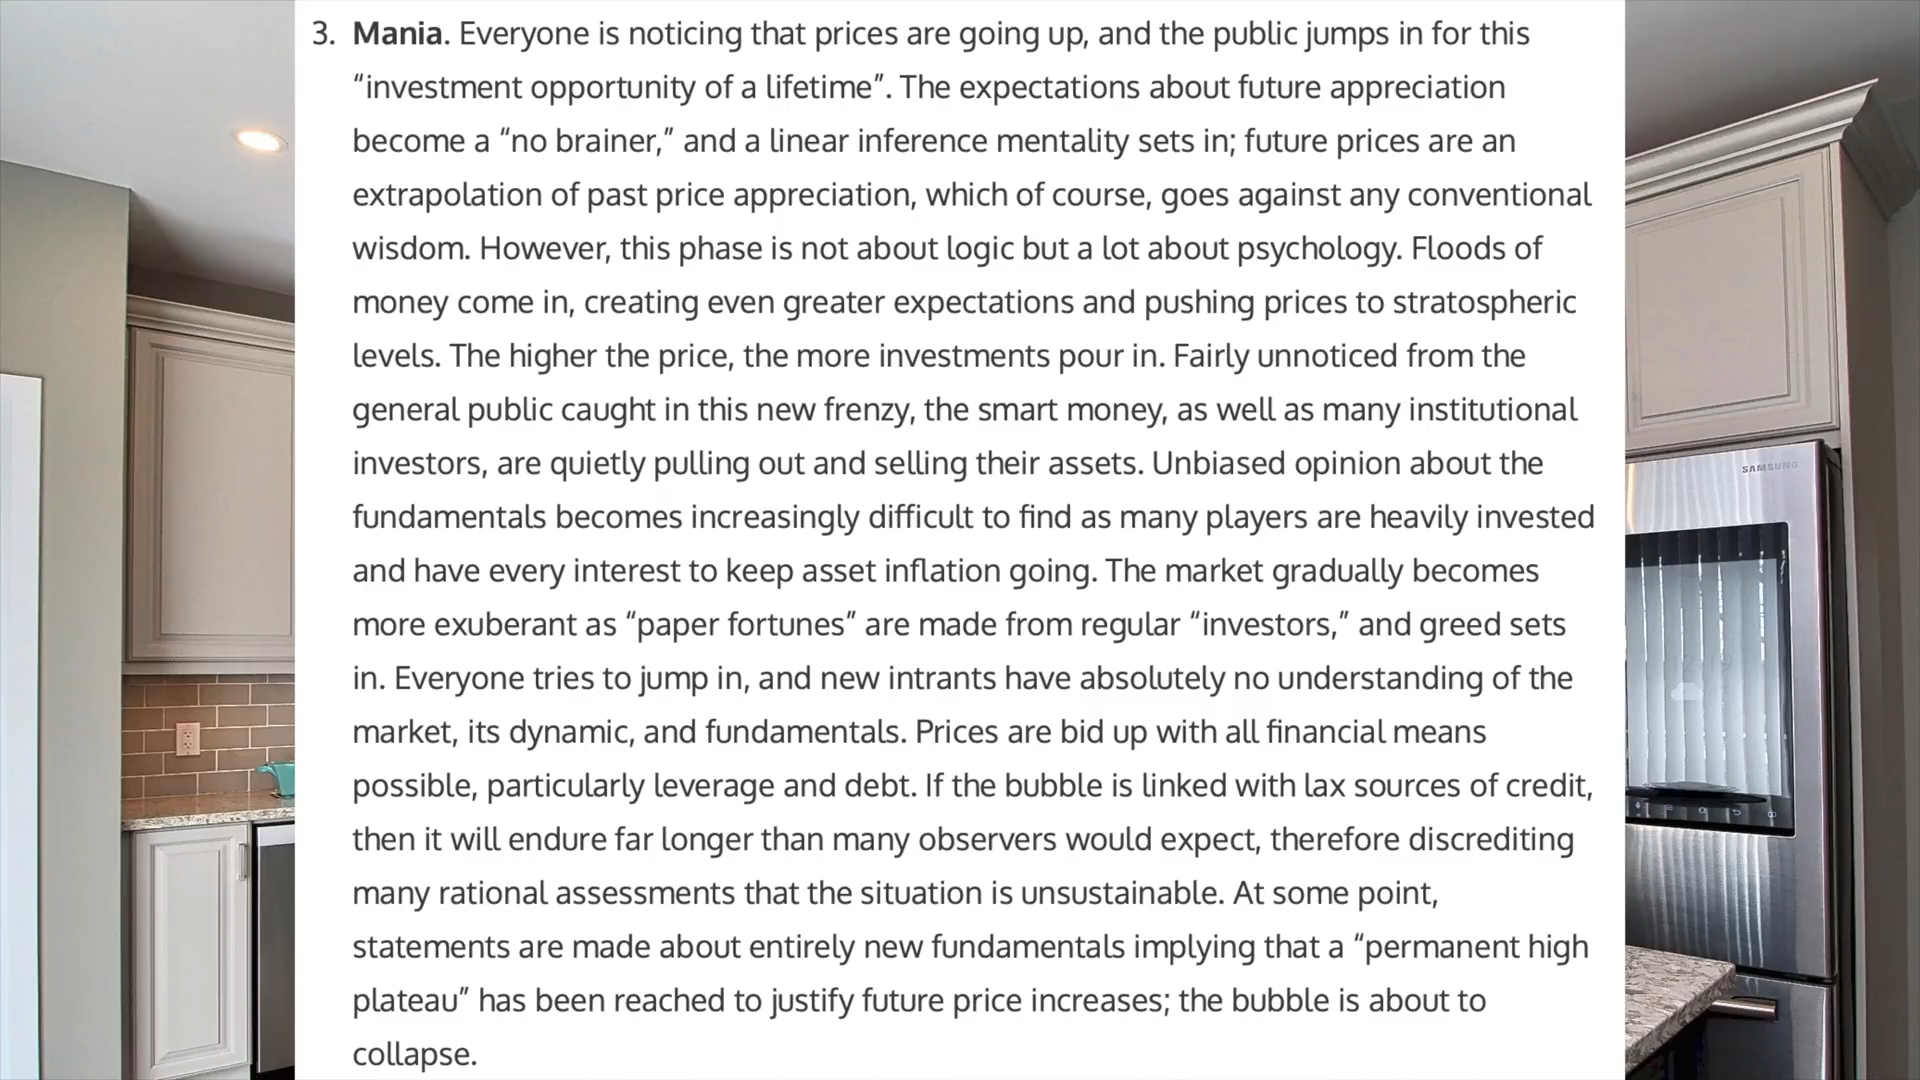 3. Mania. Everyone is noticing that prices are going up, and the public jumps in for this
“investment opportunity of a lifetime”. The expectations about future appreciation
become a “no brainer,” and a linear inference mentality sets in; future prices are an
extrapolation of past price appreciation, which of course, goes against any conventional
wisdom. However, this phase is not about logic but a lot about psychology. Floods of
money come in, creating even greater expectations and pushing prices to stratospheric
levels. The higher the price, the more investments pour in. Fairly unnoticed from the
general public caught in this new frenzy, the smart money, as well as many institutional
investors, are quietly pulling out and selling their assets. Unbiased opinion about the
fundamentals becomes increasingly difficult to find as many players are heavily invested
and have every interest to keep asset inflation going. The market gradually becomes
more exuberant as “paper fortunes” are made from regular “investors,” and greed sets
in. Everyone tries to jump in, and new intrants have absolutely no understanding of the
market, its dynamic, and fundamentals. Prices are bid up with all financial means
possible, particularly leverage and debt. If the bubble is linked with lax sources of credit,
then it will endure far longer than many observers would expect, therefore discrediting
many rational assessments that the situation is unsustainable. At some point,
statements are made about entirely new fundamentals implying that a “permanent high
plateau” has been reached to justify future price increases; the bubble is about to
collapse.
SAMSUNG